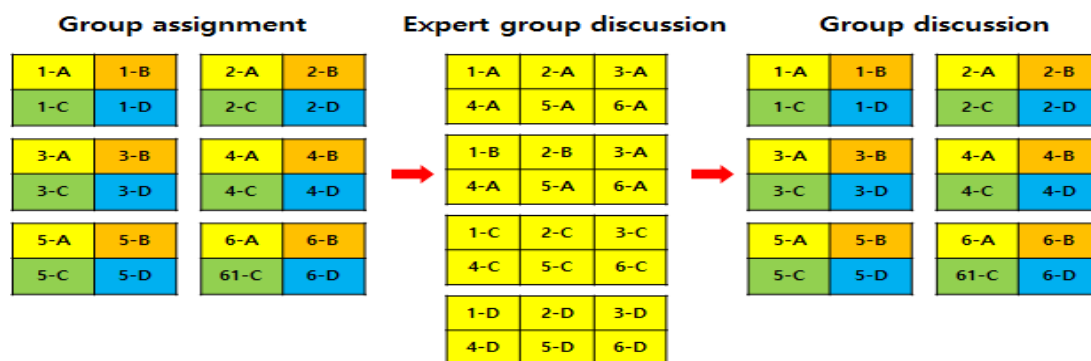 Group assignment
1-A 1-B 2-A 2-B
1-C 1-D 2-C 2-D
3-A 3-B 4-A 4-B
3-C 3-D 4-C 4-D
5-A 5-B 6-A 6-B
5-C 5-D 61-C 6-D
Expert group discussion
1-A 2-A 3-A
4-A 5-A 6-A
1-B 2-B 3-A
4-A 5-A 6-A
1-C 2-C 3-C
4-C 5-C 6-C
1-D 2-D 3-D
4-D 5-D 6-D
Group discussion
1-A 1-B 2-A 2-B
1-C 1-D 2-C 2-D
3-A 3-B 4-A 4-B
3-C 3-D 4-C 4-D
5-A 5-B 6-A 6-B
5-C 5-D 61-C 6-D